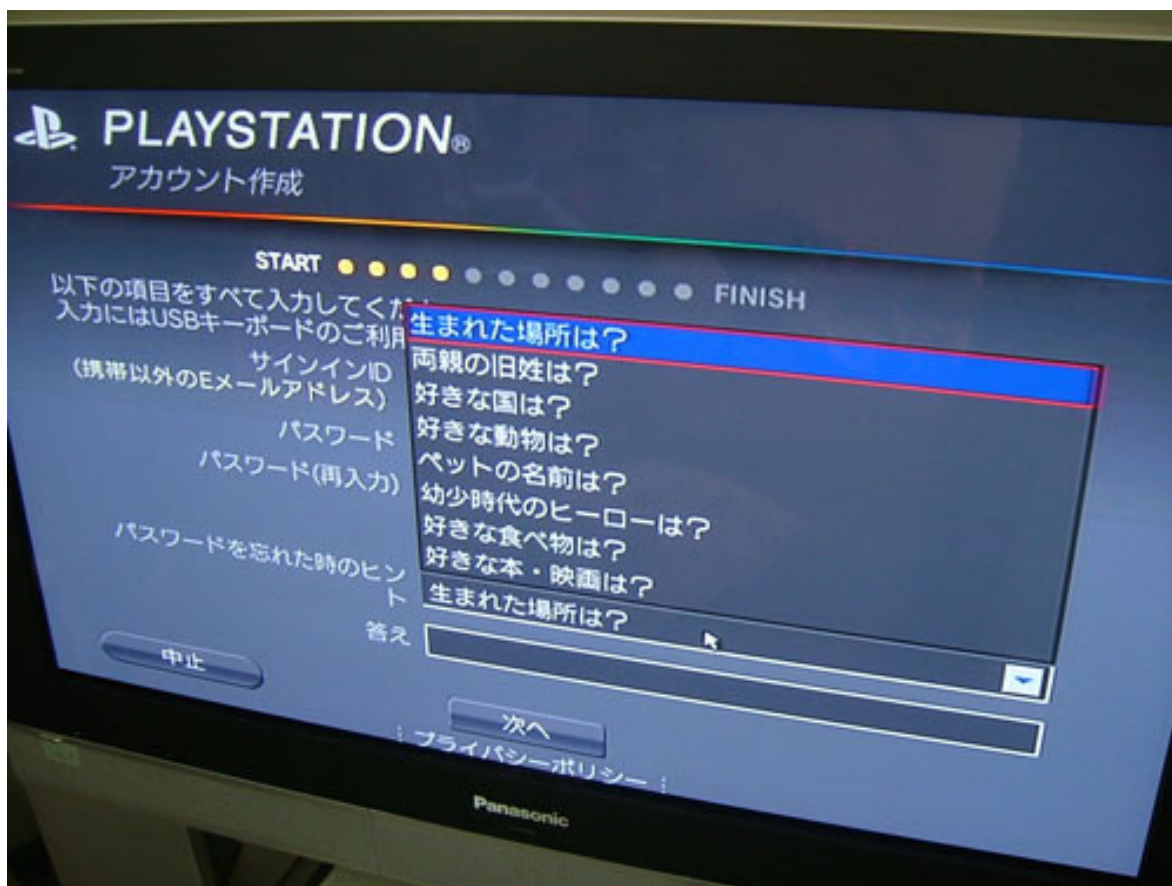 PLAYSTATION®
アカウント作成
START
FINISH
以下の項目をすべて入力してくだ
入力にはUSBキーボードのご利用
サインインID
(携帯以外のEメールアドレス)
パスワード
パスワード(再入力)
パスワードを忘れた時のヒン
ト
生まれた場所は?
両親の旧姓は?
好きな国は?
好きな動物は?
ペットの名前は?
幼少時代のヒーローは?
好きな食べ物は?
好きな本・映画は?
生まれた場所は?
答え
中止
次へ
プライバシーポリシー
Panasonic